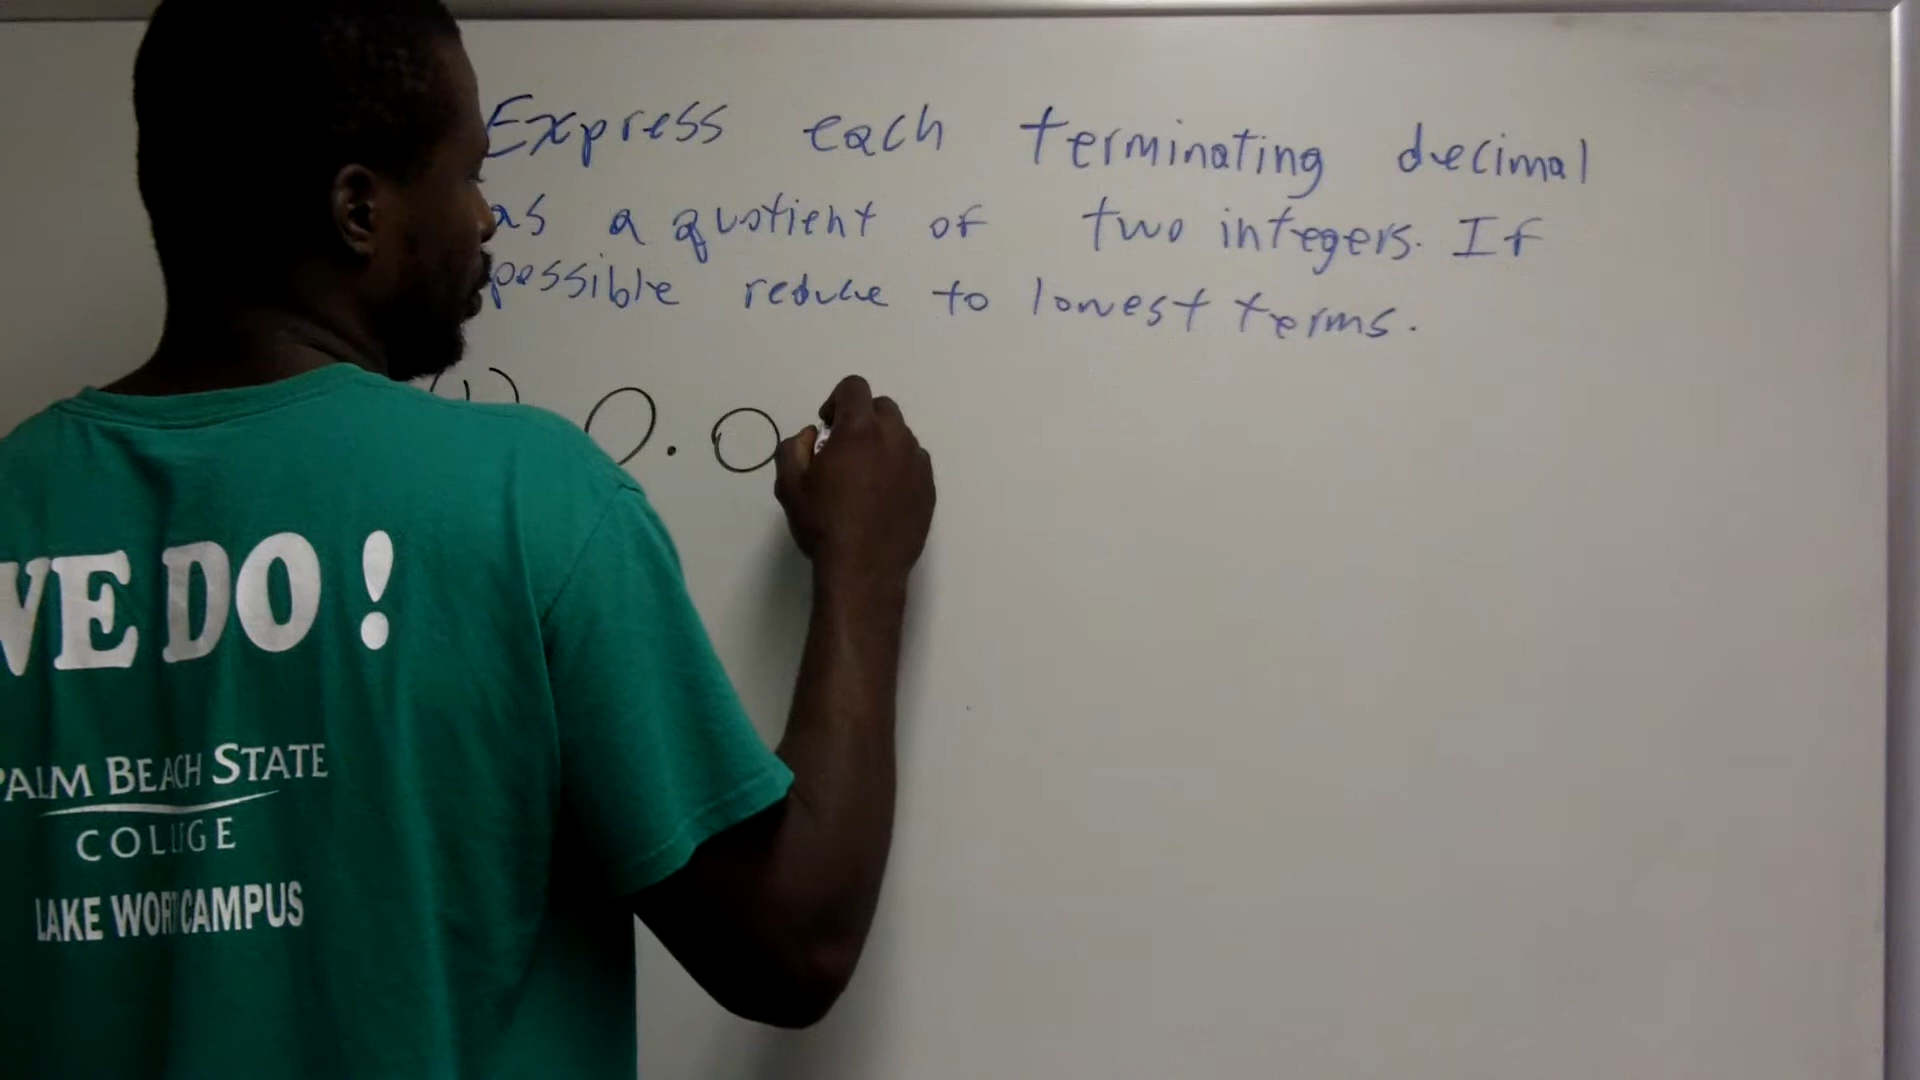 Express each terminating decimal
as a quotient of two integers. If
possible reduce to lowest terms.
(1) 0.0
WE DO!
PALM BEACH STATE
COLLEGE
LAKE WORTH CAMPUS